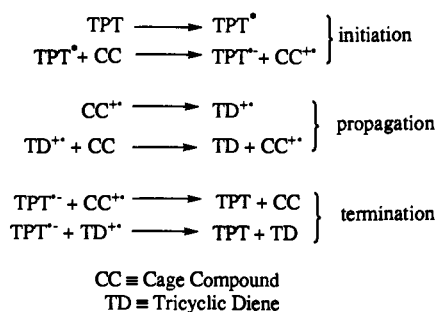 TPT ⟶ TPT•
TPT• + CC ⟶ TPT•- + CC+•
initiation
CC+• ⟶ TD+•
TD+• + CC ⟶ TD + CC+•
propagation
TPT•- + CC+• ⟶ TPT + CC
TPT•- + TD+• ⟶ TPT + TD
termination
CC ≡ Cage Compound
TD ≡ Tricyclic Diene